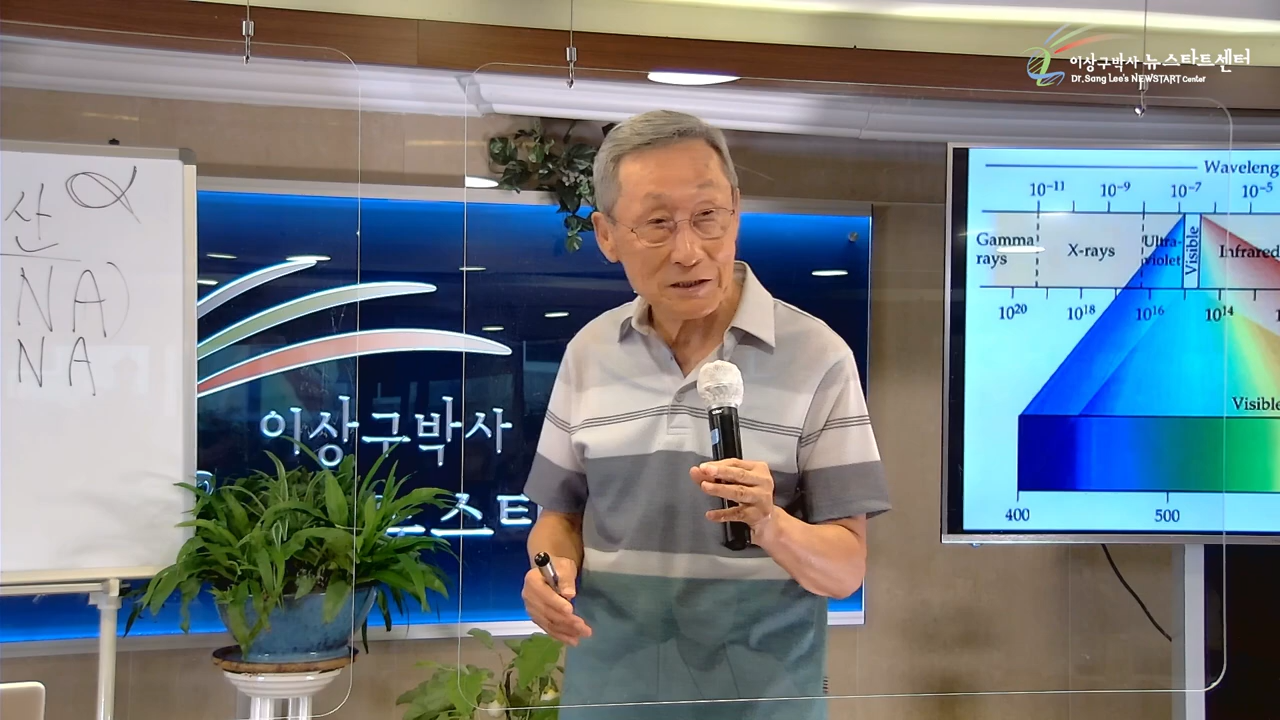 이상구박사 뉴스타트센터
Dr. Sang Lee's NEWSTART Center
산
NA)
NA
이상구박사
스타
Waveleng
10⁻¹¹ 10⁻⁹ 10⁻⁷ 10⁻⁵
Gamma rays
X-rays
Ultra-violet
Visible
Infrared
10²⁰ 10¹⁸ 10¹⁶ 10¹⁴
Visible
400 500